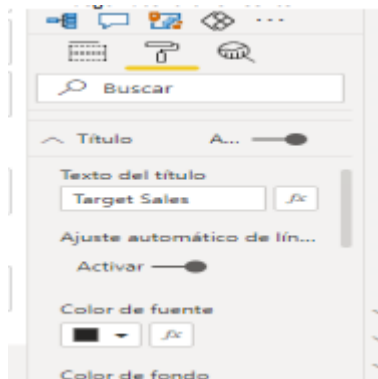 Buscar
Título A...
Texto del título
Target Sales fx
Ajuste automático de lín...
Activar
Color de fuente
fx
Color de fondo